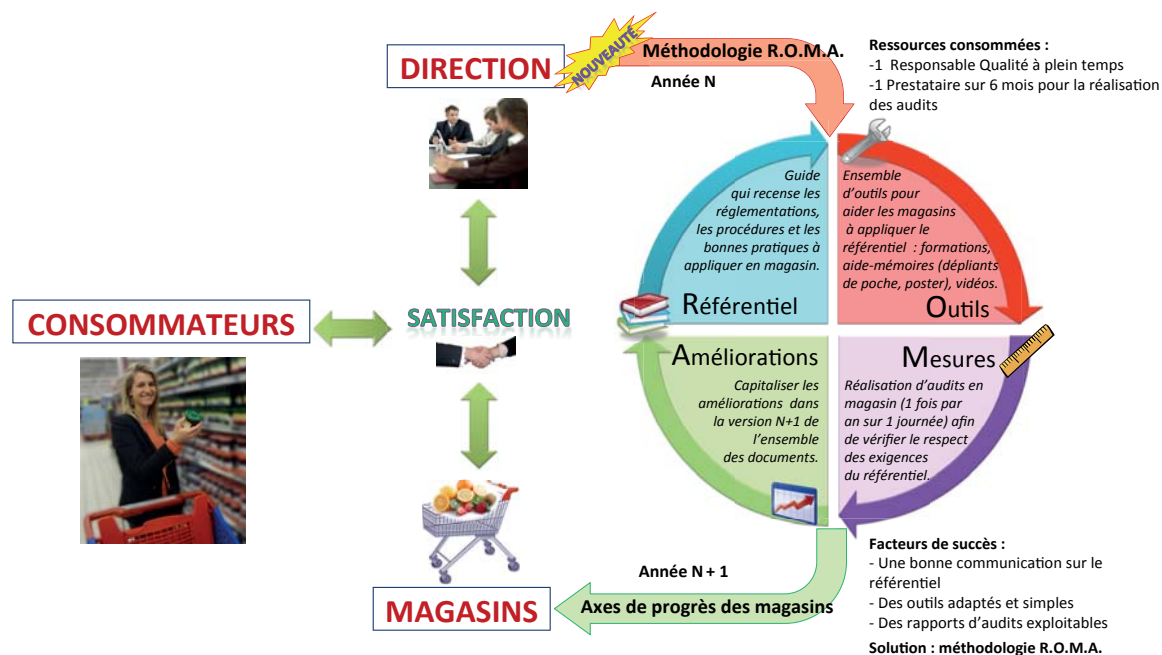 DIRECTION
NOUVEAUTÉ
Méthodologie R.O.M.A.
Année N
Ressources consommées :
-1 Responsable Qualité à plein temps
-1 Prestataire sur 6 mois pour la réalisation
des audits
Guide
qui recense les
réglementations,
les procédures et les
bonnes pratiques à
appliquer en magasin.
Référentiel
Ensemble
d'outils pour
aider les magasins
à appliquer le
référentiel : formations,
aide-mémoires (dépliants
de poche, poster), vidéos.
Outils
CONSOMMATEURS
SATISFACTION
Améliorations
Capitaliser les
améliorations dans
la version N+1 de
l'ensemble
des documents.
Mesures
Réalisation d'audits en
magasin (1 fois par
an sur 1 journée) afin
de vérifier le respect
des exigences
du référentiel.
MAGASINS
Année N + 1
Axes de progrès des magasins
Facteurs de succès :
- Une bonne communication sur le
référentiel
- Des outils adaptés et simples
- Des rapports d'audits exploitables
Solution : méthodologie R.O.M.A.